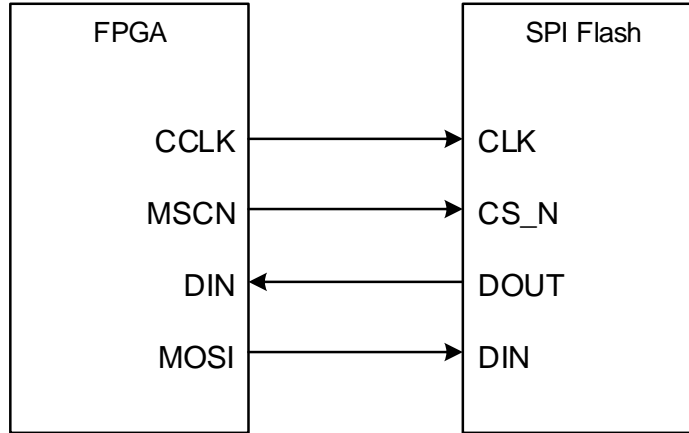 FPGA SPI Flash
CCLK CLK
MSCN CS_N
DIN DOUT
MOSI DIN